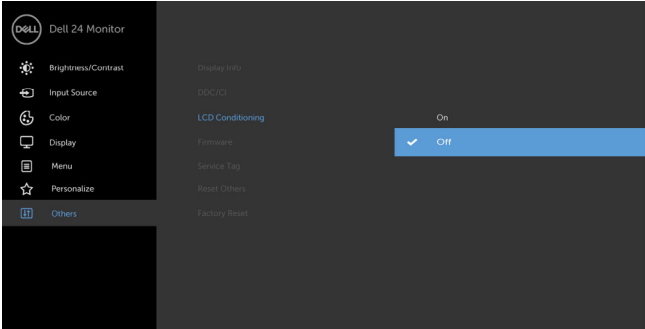 DELL
Dell 24 Monitor
Brightness/Contrast
Input Source
Color
Display
Menu
Personalize
Others
Display Info
DDC/CI
LCD Conditioning
Firmware
Service Tag
Reset Others
Factory Reset
On
Off